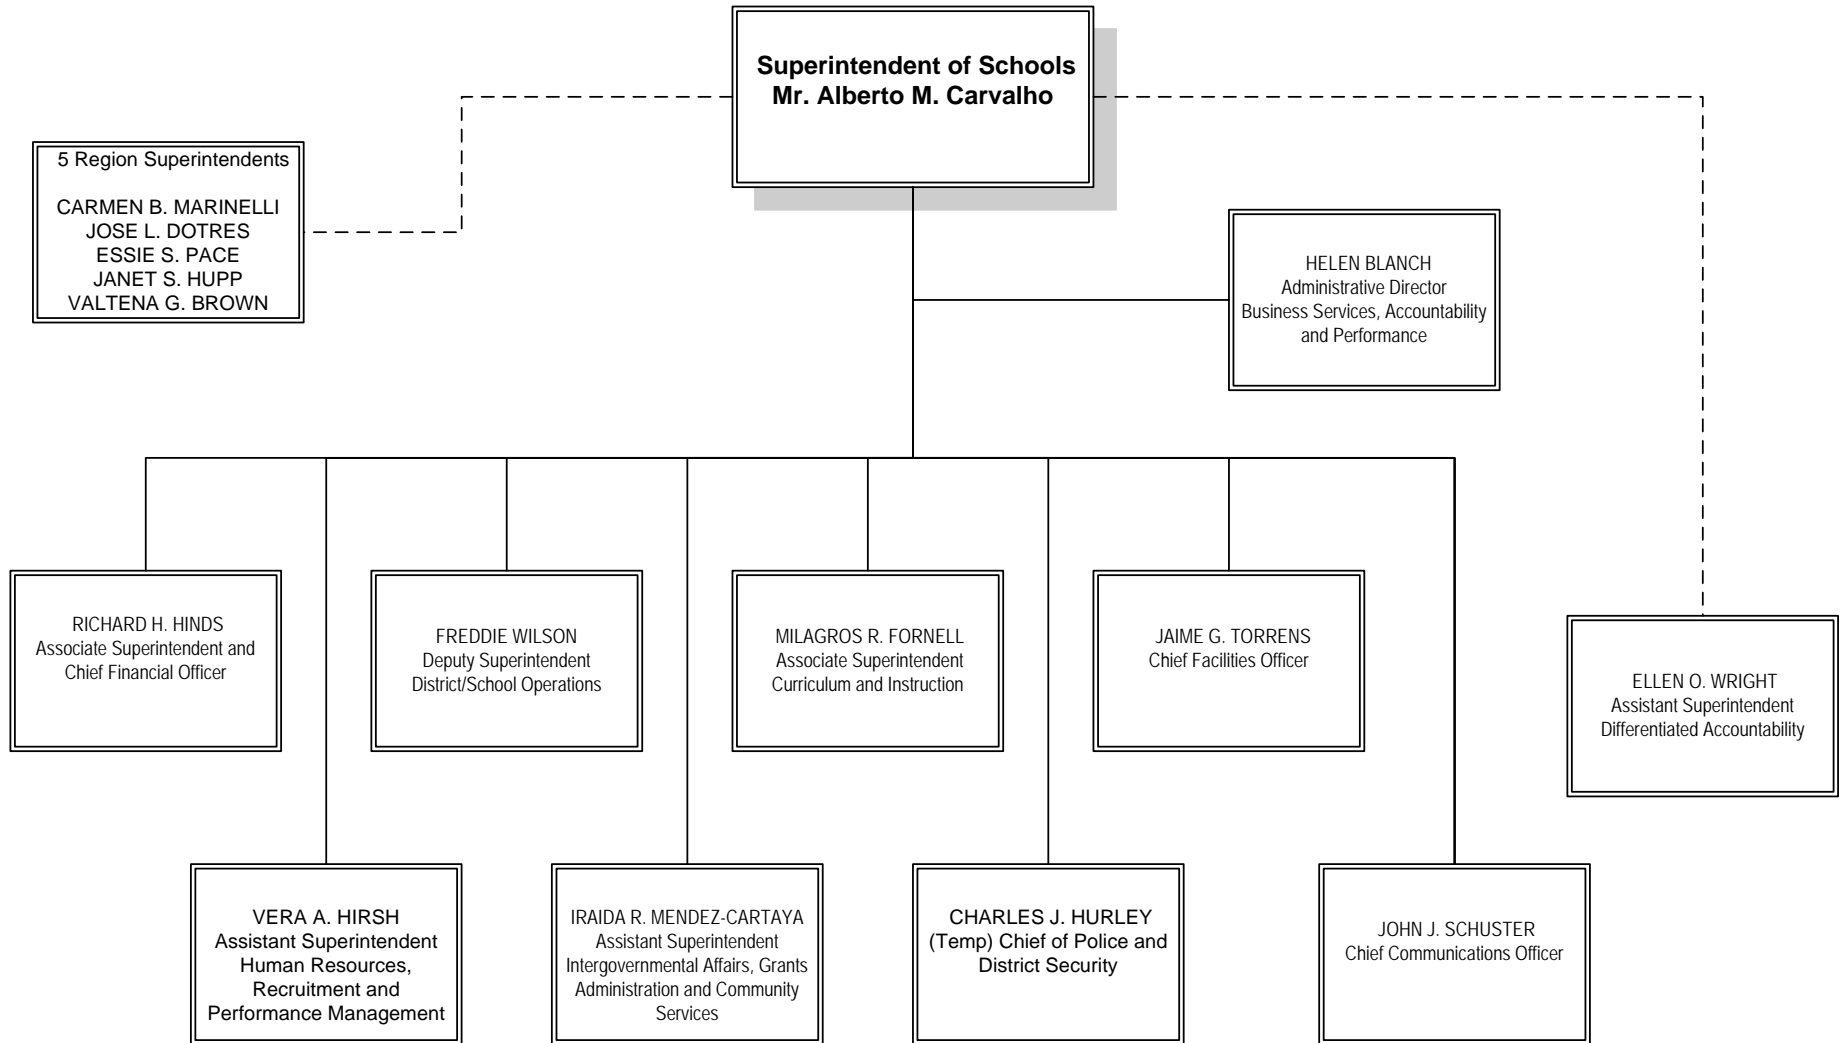 Superintendent of Schools
Mr. Alberto M. Carvalho
5 Region Superintendents
CARMEN B. MARINELLI
JOSE L. DOTRES
ESSIE S. PACE
JANET S. HUPP
VALTENA G. BROWN
HELEN BLANCH
Administrative Director
Business Services, Accountability
and Performance
RICHARD H. HINDS
Associate Superintendent and
Chief Financial Officer
FREDDIE WILSON
Deputy Superintendent
District/School Operations
MILAGROS R. FORNELL
Associate Superintendent
Curriculum and Instruction
JAIME G. TORRENS
Chief Facilities Officer
ELLEN O. WRIGHT
Assistant Superintendent
Differentiated Accountability
VERA A. HIRSH
Assistant Superintendent
Human Resources,
Recruitment and
Performance Management
IRAIDA R. MENDEZ-CARTAYA
Assistant Superintendent
Intergovernmental Affairs, Grants
Administration and Community
Services
CHARLES J. HURLEY
(Temp) Chief of Police and
District Security
JOHN J. SCHUSTER
Chief Communications Officer